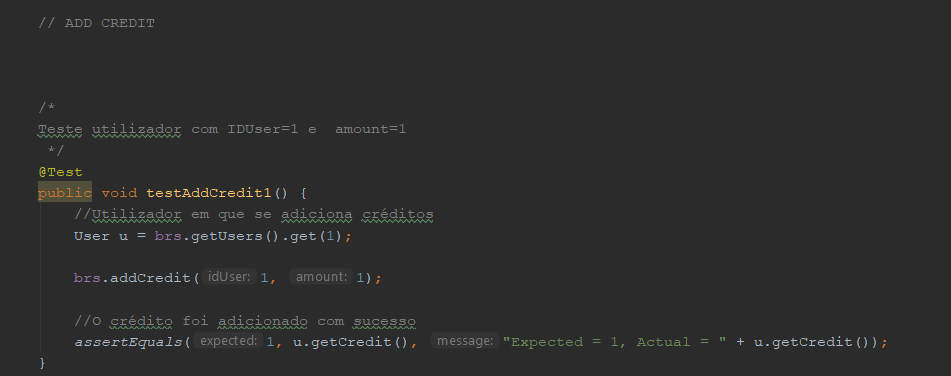 // ADD CREDIT
/*
Teste utilizador com IDUser=1 e  amount=1
*/
@Test
public void testAddCredit1() {
//Utilizador em que se adiciona créditos
User u = brs.getUsers().get(1);
brs.addCredit( idUser: 1,  amount: 1);
//O crédito foi adicionado com sucesso
assertEquals( expected: 1, u.getCredit(),  message: "Expected = 1, Actual = " + u.getCredit());
}